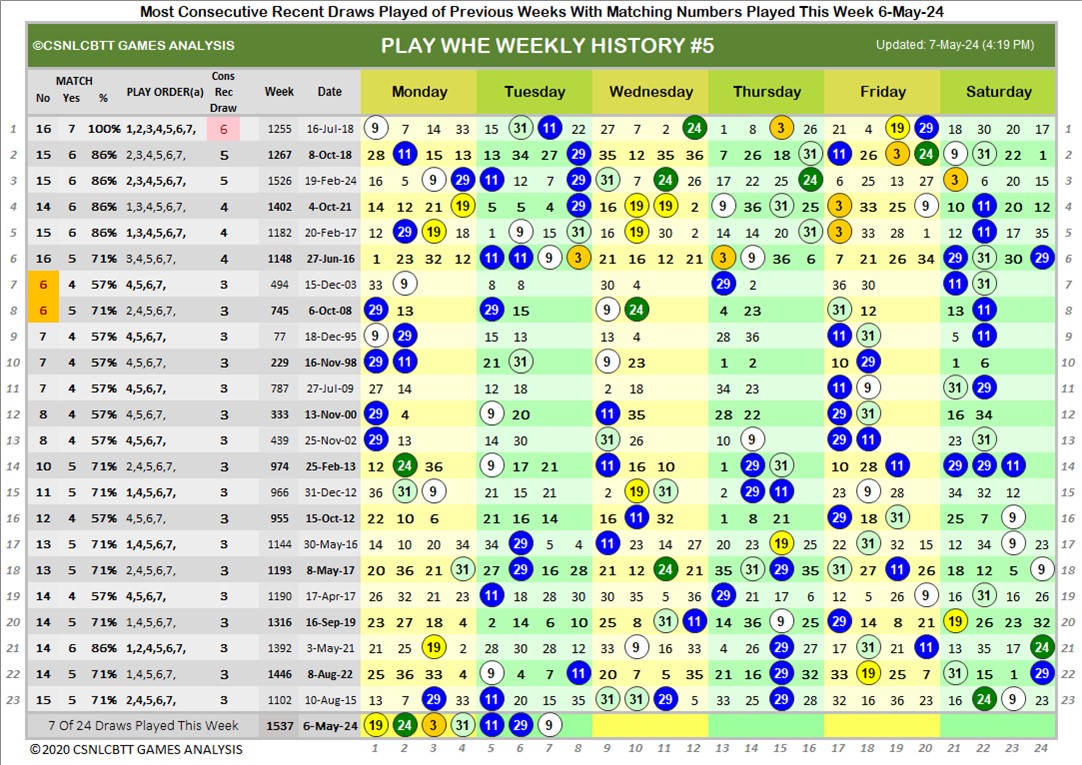 Most Consecutive Recent Draws Played of Previous Weeks With Matching Numbers Played This Week 6-May-24
©CSNLCBTT GAMES ANALYSIS PLAY WHE WEEKLY HISTORY #5 Updated: 7-May-24 (4:19 PM)
No MATCH Yes % PLAY ORDER(a) Cons Rec Draw Week Date Monday Tuesday Wednesday Thursday Friday Saturday
1 16 7 100% 1,2,3,4,5,6,7, 6 1255 16-Jul-18 9 7 14 33 15 31 11 22 27 7 2 24 1 8 3 26 21 4 19 29 18 30 20 17 1
2 15 6 86% 2,3,4,5,6,7, 5 1267 8-Oct-18 28 11 15 13 13 34 27 29 35 12 35 36 7 26 18 31 11 26 3 24 9 31 22 1 2
3 15 6 86% 2,3,4,5,6,7, 5 1526 19-Feb-24 16 5 9 29 11 12 7 29 31 7 11 26 17 22 25 24 6 25 13 27 3 6 20 15 3
4 14 6 86% 1,3,4,5,6,7, 4 1402 4-Oct-21 14 12 21 19 5 5 4 29 16 19 19 2 9 36 31 25 3 33 25 9 10 11 20 12 4
5 15 6 86% 1,3,4,5,6,7, 4 1182 20-Feb-17 12 29 19 18 1 9 15 31 16 19 30 2 14 14 20 31 3 33 28 1 12 11 17 35 5
6 16 5 71% 3,4,5,6,7, 4 1148 27-Jun-16 1 23 32 12 11 11 9 3 21 16 12 21 3 9 36 6 7 21 26 34 29 31 30 29 6
7 6 4 57% 4,5,6,7, 3 494 15-Dec-03 33 9 8 8 30 4 29 2 36 30 11 31 7
8 6 5 71% 2,4,5,6,7, 3 745 6-Oct-08 29 13 29 15 9 24 4 23 31 12 13 11 8
9 7 4 57% 4,5,6,7, 3 77 18-Dec-95 9 29 15 13 13 4 28 36 11 31 5 11 9
10 7 4 57% 4,5,6,7, 3 229 16-Nov-98 29 11 21 31 9 23 1 2 10 29 1 6 10
11 7 4 57% 4,5,6,7, 3 787 27-Jul-09 27 14 12 18 2 18 34 23 11 9 31 29 11
12 8 4 57% 4,5,6,7, 3 333 13-Nov-00 29 4 9 20 11 35 28 22 29 31 16 34 12
13 8 4 57% 4,5,6,7, 3 439 25-Nov-02 29 13 14 30 31 26 10 9 29 11 23 31 13
14 10 5 71% 2,4,5,6,7, 3 974 25-Feb-13 12 24 36 9 17 21 11 16 10 1 29 31 10 28 11 29 29 11 14
15 11 5 71% 1,4,5,6,7, 3 966 31-Dec-12 36 31 9 21 15 21 2 19 31 2 29 11 23 9 28 34 32 12 15
16 12 4 57% 4,5,6,7, 3 955 15-Oct-12 22 10 6 21 16 14 16 11 32 1 8 21 29 18 31 25 7 9 16
17 13 5 71% 1,4,5,6,7, 3 1144 30-May-16 14 10 20 34 34 29 5 4 11 23 14 27 20 23 19 25 22 31 32 15 12 34 9 23 17
18 13 5 71% 2,4,5,6,7, 3 1193 8-May-17 20 36 21 31 27 29 16 28 21 12 24 21 35 31 29 35 31 27 11 26 18 12 5 9 18
19 14 4 57% 4,5,6,7, 3 1190 17-Apr-17 26 32 21 23 11 18 28 30 30 35 5 36 29 21 17 6 12 5 26 9 16 31 16 26 19
20 14 5 71% 1,4,5,6,7, 3 1316 16-Sep-19 23 27 18 4 2 14 6 10 25 8 31 11 14 36 9 25 29 14 8 21 19 26 23 32 20
21 14 6 86% 1,2,4,5,6,7, 3 1392 3-May-21 21 25 19 2 28 30 28 12 33 9 16 33 4 26 29 27 17 31 21 11 13 35 17 24 21
22 14 5 71% 1,4,5,6,7, 3 1446 8-Aug-22 25 36 33 4 9 4 7 11 20 7 5 35 21 16 29 32 33 19 25 7 31 15 1 29 22
23 15 5 71% 2,4,5,6,7, 3 1102 10-Aug-15 13 7 29 33 11 20 15 35 31 31 29 5 33 25 29 28 32 16 36 23 16 24 9 23 23
7 Of 24 Draws Played This Week 1537 6-May-24 19 24 3 31 11 29 9
© 2020 CSNLCBTT GAMES ANALYSIS 1 2 3 4 5 6 7 8 9 10 11 12 13 14 15 16 17 18 19 20 21 22 23 24